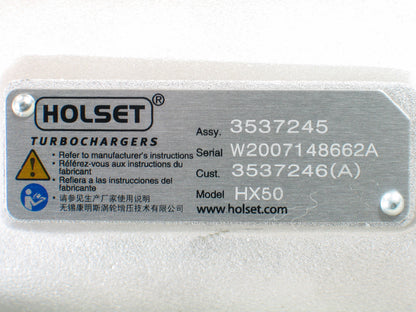 HOLSET®
TURBOCHARGERS
• Refer to manufacturer's instructions
• Référez-vous aux instructions du
fabricant
• Refiera a las instrucciones del
fabricante
• 请参见生产厂家使用说明
无锡康明斯涡轮增压技术有限公司
Assy. 3537245
Serial W2007148662A
Cust. 3537246(A)
Model HX50
www.holset.com